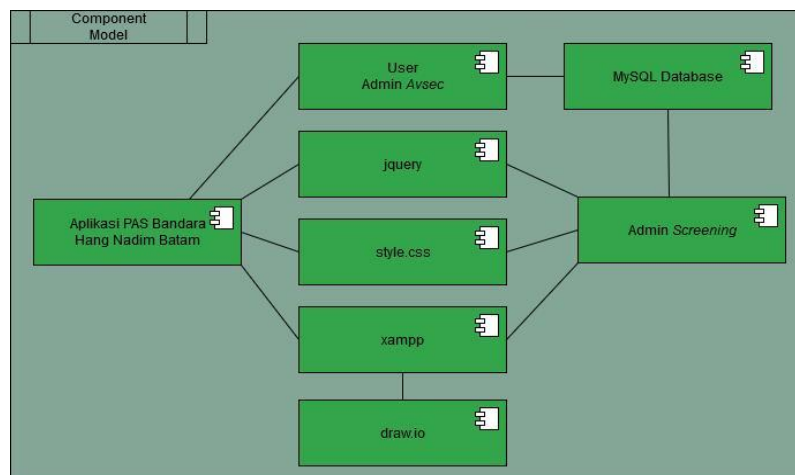 Component
Model
User
Admin Avsec
MySQL Database
jquery
Aplikasi PAS Bandara
Hang Nadim Batam
Admin Screening
style.css
xampp
draw.io